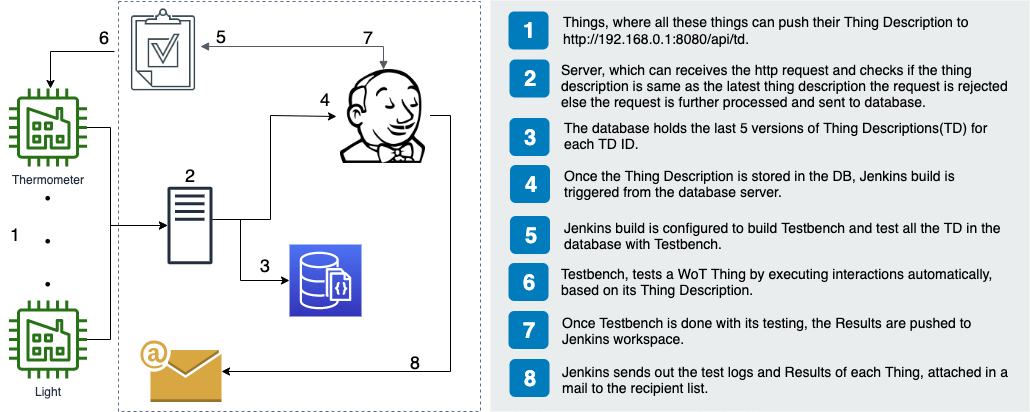 6
5
7
4
Thermometer
2
1
3
Light
@
8
1
Things, where all these things can push their Thing Description to
http://192.168.0.1:8080/api/td.
2
Server, which can receives the http request and checks if the thing
description is same as the latest thing description the request is rejected
else the request is further processed and sent to database.
3
The database holds the last 5 versions of Thing Descriptions(TD) for
each TD ID.
4
Once the Thing Description is stored in the DB, Jenkins build is
triggered from the database server.
5
Jenkins build is configured to build Testbench and test all the TD in the
database with Testbench.
6
Testbench, tests a WoT Thing by executing interactions automatically,
based on its Thing Description.
7
Once Testbench is done with its testing, the Results are pushed to
Jenkins workspace.
8
Jenkins sends out the test logs and Results of each Thing, attached in a
mail to the recipient list.